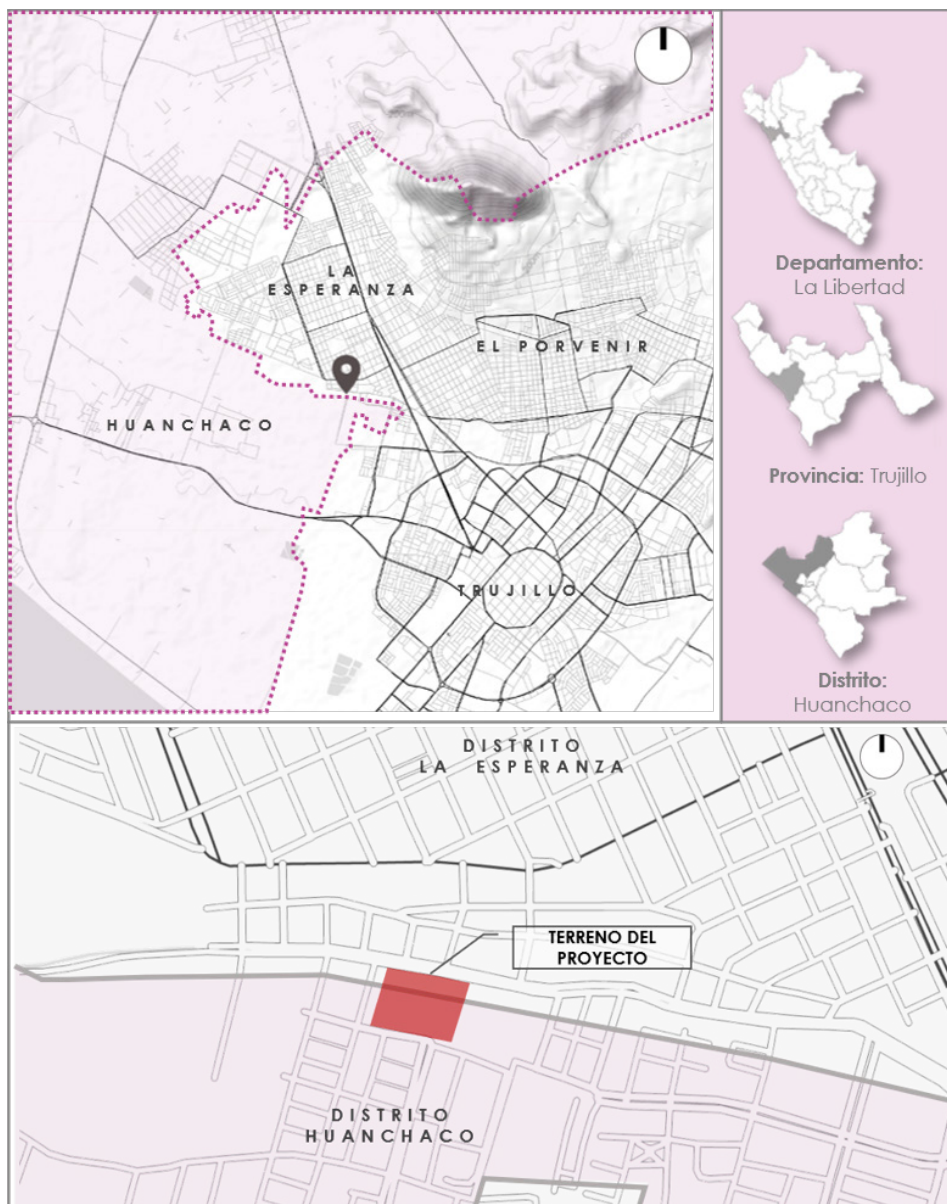 LA
ESPERANZA
EL PORVENIR
HUANCHACO
TRUJILLO
Departamento:
La Libertad
Provincia: Trujillo
Distrito:
Huanchaco
DISTRITO
LA ESPERANZA
TERRENO DEL
PROYECTO
DISTRITO
HUANCHACO